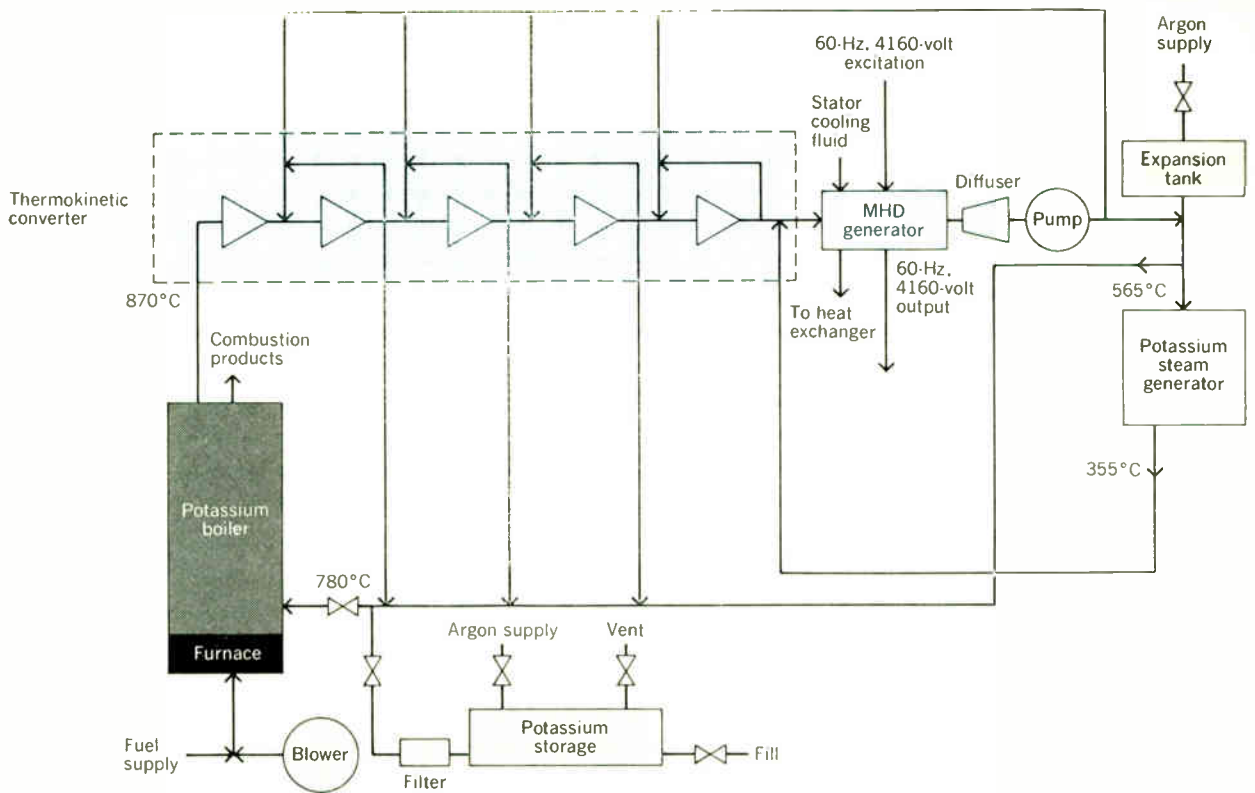 Argon
supply
60-Hz, 4160-volt
excitation
Stator
cooling
fluid
Expansion
tank
Thermokinetic
converter
MHD
generator
Diffuser
Pump
870°C
To heat
exchanger
60-Hz,
4160-volt
output
565°C
Combustion
products
Potassium
steam
generator
355°C
Potassium
boiler
780°C
Furnace
Argon supply
Vent
Fuel
supply
Blower
Filter
Potassium
storage
Fill